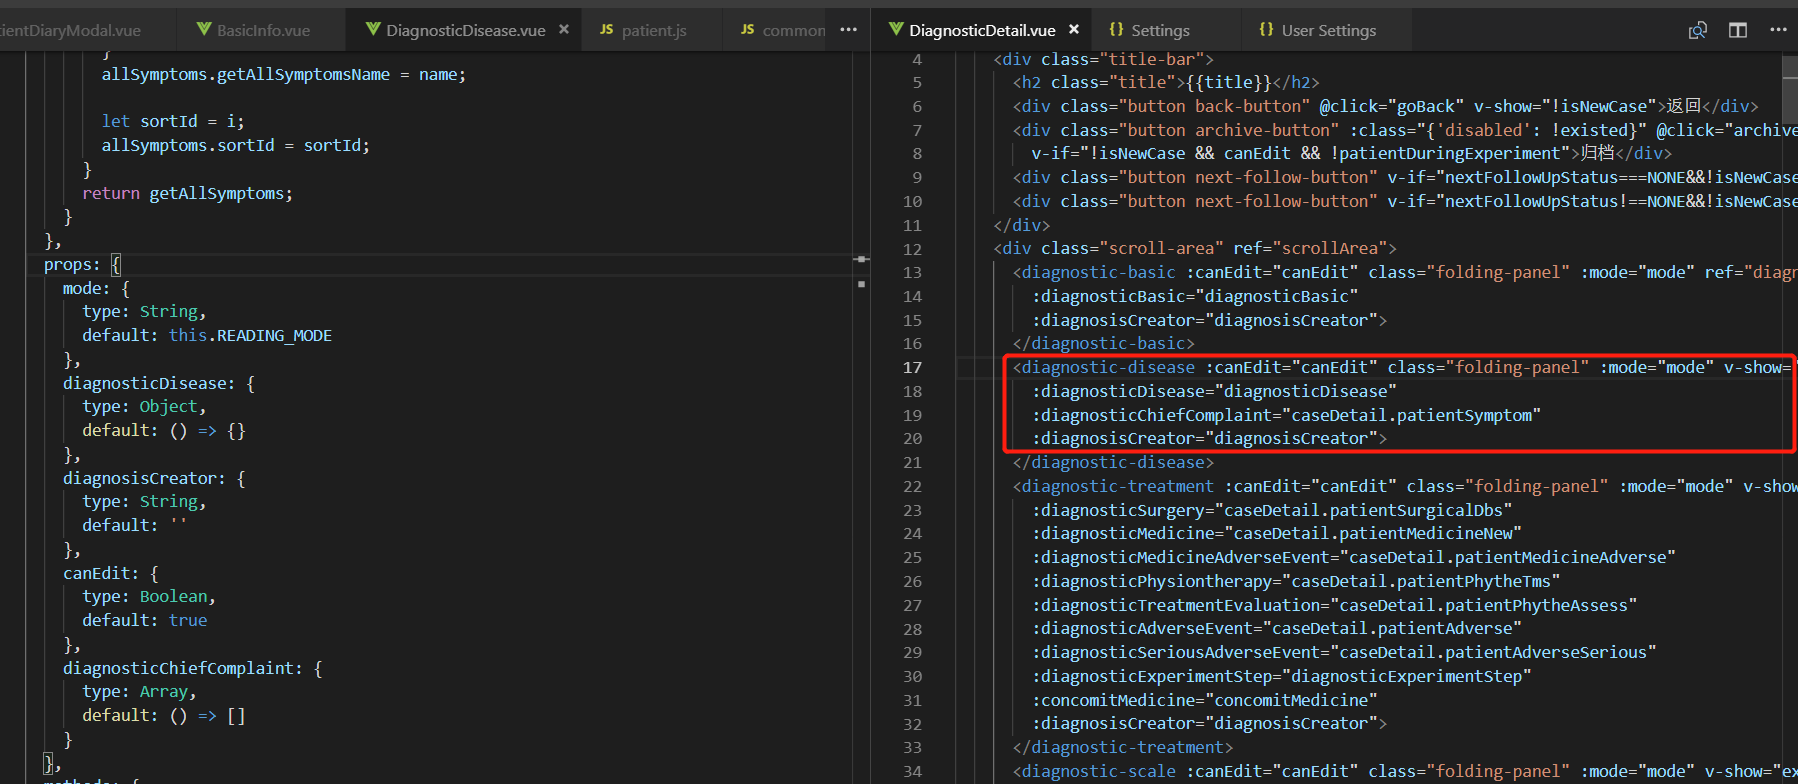 tientDiaryModal.vue BasicInfo.vue DiagnosticDisease.vue × JS patient.js JS common ··· DiagnosticDetail.vue × {} Settings {} User Settings ···
}
allSymptoms.getAllSymptomsName = name;
let sortId = i;
allSymptoms.sortId = sortId;
}
return getAllSymptoms;
}
},
props: {
mode: {
type: String,
default: this.READING_MODE
},
diagnosticDisease: {
type: Object,
default: () => {}
},
diagnosisCreator: {
type: String,
default: ''
},
canEdit: {
type: Boolean,
default: true
},
diagnosticChiefComplaint: {
type: Array,
default: () => []
}
},
4 <div class="title-bar">
5 <h2 class="title">{{title}}</h2>
6 <div class="button back-button" @click="goBack" v-show="!isNewCase">返回</div>
7 <div class="button archive-button" :class="{'disabled': !existed}" @click="archive
8 v-if="!isNewCase && canEdit && !patientDuringExperiment">归档</div>
9 <div class="button next-follow-button" v-if="nextFollowUpStatus===NONE&&!isNewCase
10 <div class="button next-follow-button" v-if="nextFollowUpStatus!==NONE&&!isNewCase
11 </div>
12 <div class="scroll-area" ref="scrollArea">
13 <diagnostic-basic :canEdit="canEdit" class="folding-panel" :mode="mode" ref="diag
14 :diagnosticBasic="diagnosticBasic"
15 :diagnosisCreator="diagnosisCreator">
16 </diagnostic-basic>
17 <diagnostic-disease :canEdit="canEdit" class="folding-panel" :mode="mode" v-show="
18 :diagnosticDisease="diagnosticDisease"
19 :diagnosticChiefComplaint="caseDetail.patientSymptom"
20 :diagnosisCreator="diagnosisCreator">
21 </diagnostic-disease>
22 <diagnostic-treatment :canEdit="canEdit" class="folding-panel" :mode="mode" v-show
23 :diagnosticSurgery="caseDetail.patientSurgicalDbs"
24 :diagnosticMedicine="caseDetail.patientMedicineNew"
25 :diagnosticMedicineAdverseEvent="caseDetail.patientMedicineAdverse"
26 :diagnosticPhysiontherapy="caseDetail.patientPhytheTms"
27 :diagnosticTreatmentEvaluation="caseDetail.patientPhytheAssess"
28 :diagnosticAdverseEvent="caseDetail.patientAdverse"
29 :diagnosticSeriousAdverseEvent="caseDetail.patientAdverseSerious"
30 :diagnosticExperimentStep="diagnosticExperimentStep"
31 :concomitMedicine="concomitMedicine"
32 :diagnosisCreator="diagnosisCreator">
33 </diagnostic-treatment>
34 <diagnostic-scale :canEdit="canEdit" class="folding-panel" :mode="mode" v-show="ex